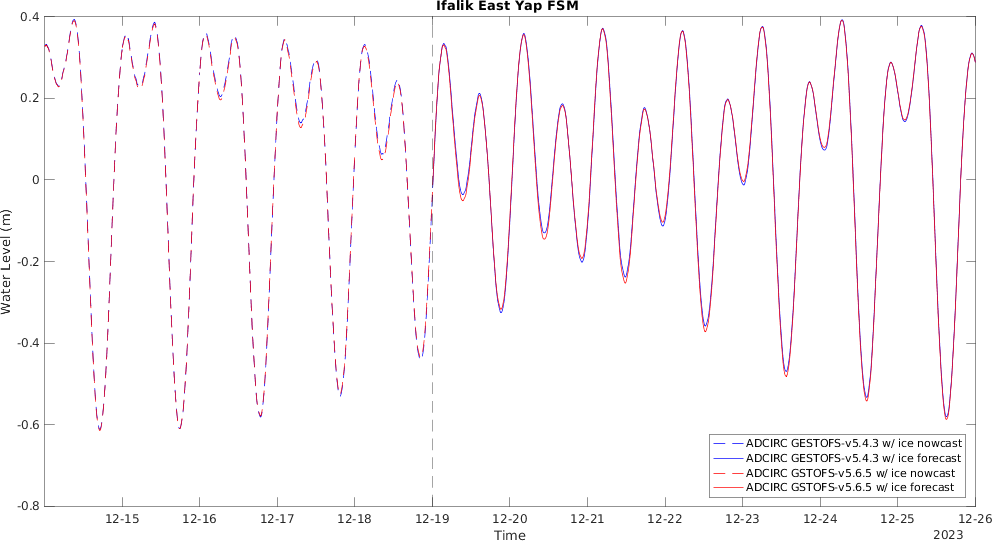 Ifalik East Yap FSM
0.4
0.2
0
-0.2
-0.4
-0.6
-0.8
Water Level (m)
ADCIRC GESTOFS-v5.4.3 w/ ice nowcast
ADCIRC GESTOFS-v5.4.3 w/ ice forecast
ADCIRC GSTOFS-v5.6.5 w/ ice nowcast
ADCIRC GSTOFS-v5.6.5 w/ ice forecast
12-15 12-16 12-17 12-18 12-19 12-20 12-21 12-22 12-23 12-24 12-25 12-26
Time
2023